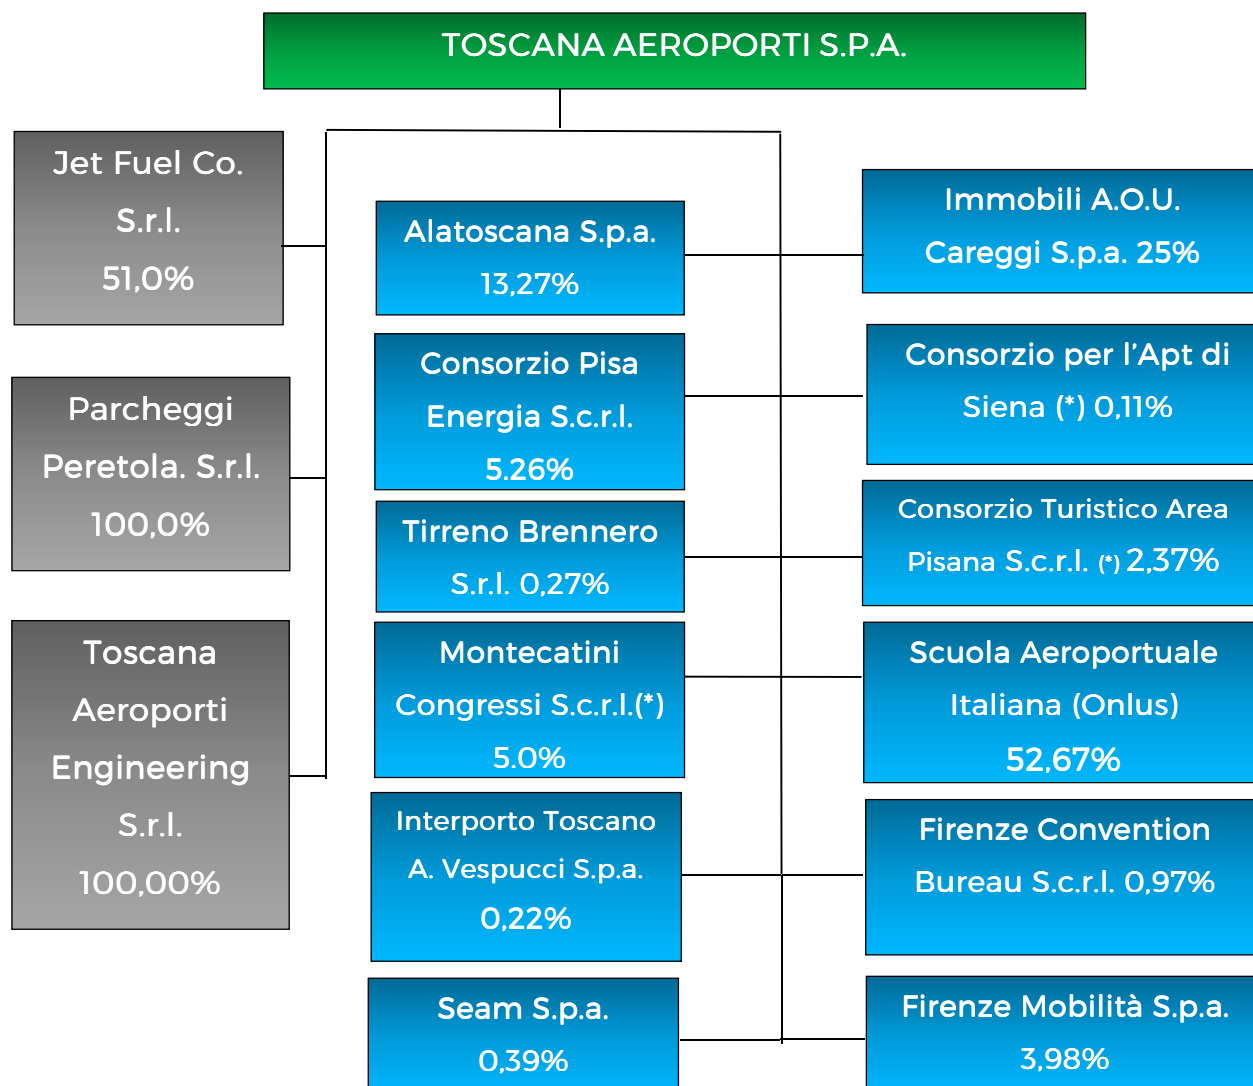 TOSCANA AEROPORTI S.P.A.
Jet Fuel Co.
S.r.l.
51,0%
Parcheggi
Peretola. S.r.l.
100,0%
Toscana
Aeroporti
Engineering
S.r.l.
100,00%
Alatoscana S.p.a.
13,27%
Consorzio Pisa
Energia S.c.r.l.
5.26%
Tirreno Brennero
S.r.l. 0,27%
Montecatini
Congressi S.c.r.l.(*)
5.0%
Interporto Toscano
A. Vespucci S.p.a.
0,22%
Seam S.p.a.
0,39%
Immobili A.O.U.
Careggi S.p.a. 25%
Consorzio per l'Apt di
Siena (*) 0,11%
Consorzio Turistico Area
Pisana S.c.r.l. (*) 2,37%
Scuola Aeroportuale
Italiana (Onlus)
52,67%
Firenze Convention
Bureau S.c.r.l. 0,97%
Firenze Mobilità S.p.a.
3,98%